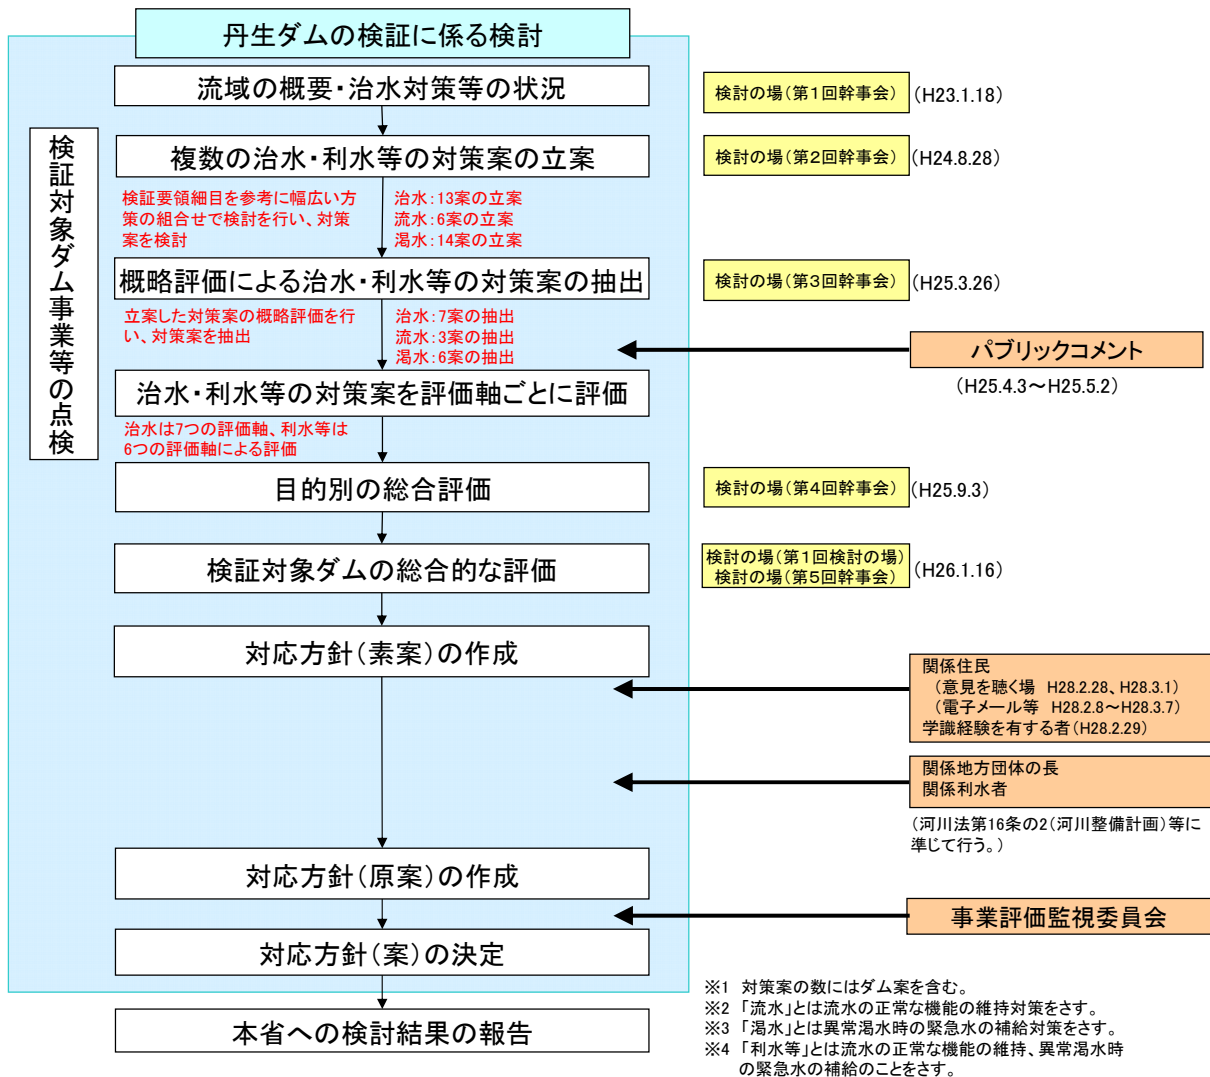 丹生ダムの検証に係る検討
流域の概要・治水対策等の状況
検討の場(第1回幹事会)
(H23.1.18)
検証対象ダム事業等の点検
複数の治水・利水等の対策案の立案
検討の場(第2回幹事会)
(H24.8.28)
検証要領細目を参考に幅広い方
策の組合せで検討を行い、対策
案を検討
治水:13案の立案
流水:6案の立案
渇水:14案の立案
概略評価による治水・利水等の対策案の抽出
検討の場(第3回幹事会)
(H25.3.26)
立案した対策案の概略評価を行
い、対策案を抽出
治水:7案の抽出
流水:3案の抽出
渇水:6案の抽出
パブリックコメント
(H25.4.3~H25.5.2)
治水・利水等の対策案を評価軸ごとに評価
治水は7つの評価軸、利水等は
6つの評価軸による評価
目的別の総合評価
検討の場(第4回幹事会)
(H25.9.3)
検証対象ダムの総合的な評価
検討の場(第1回検討の場)
検討の場(第5回幹事会)
(H26.1.16)
対応方針(素案)の作成
関係住民
(意見を聴く場 H28.2.28、H28.3.1)
(電子メール等 H28.2.8~H28.3.7)
学識経験を有する者(H28.2.29)
関係地方団体の長
関係利水者
(河川法第16条の2(河川整備計画)等に
準じて行う。)
対応方針(原案)の作成
事業評価監視委員会
対応方針(案)の決定
本省への検討結果の報告
※1 対策案の数にはダム案を含む。
※2 「流水」とは流水の正常な機能の維持対策をさす。
※3 「渇水」とは異常渇水時の緊急水の補給対策をさす。
※4 「利水等」とは流水の正常な機能の維持、異常渇水時
の緊急水の補給のことをさす。